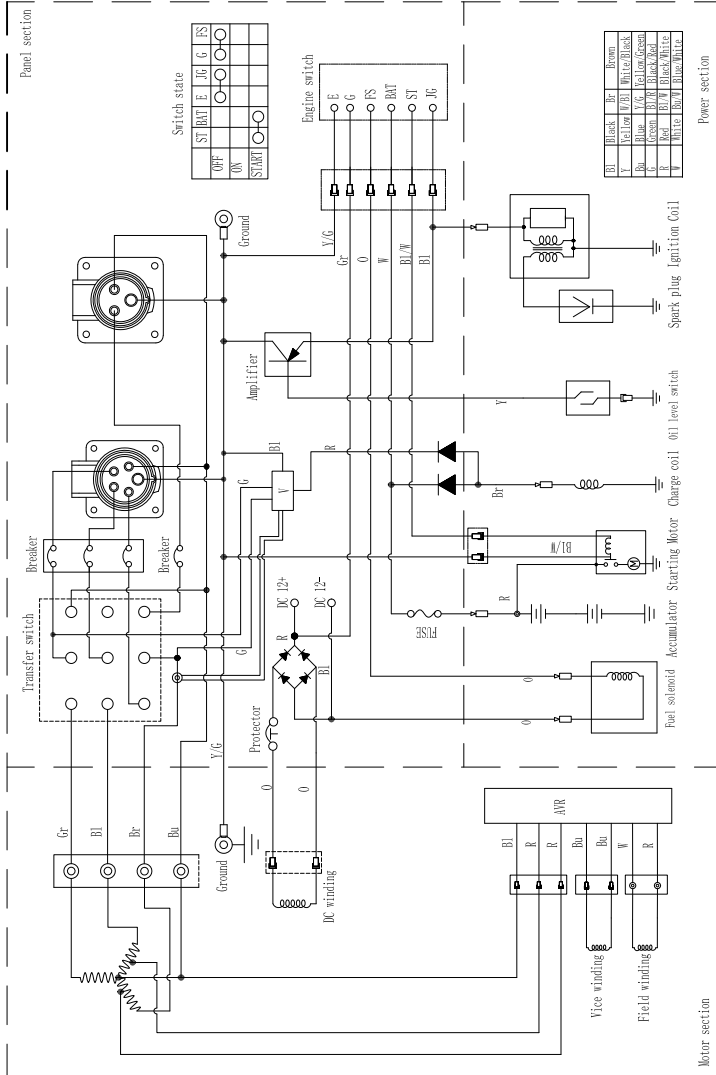 Panel section
Switch state
ST BAT E JG G FS
OFF
ON
START
Engine switch
E
G
FS
BAT
ST
JG
Bl Black Br Brown
Y Yellow W/Bl White/Black
Bu Blue Y/G Yellow/Green
G Green Bl/R Black/Red
R Red Bl/W Black/White
W White Bu/W Blue/White
Power section
Ground
Y/G
Gr
O
W
Bl/W
Bl
Amplifier
Spark plug
Ignition Coil
Y
Oil level switch
Breaker
Breaker
Bl
G
V
R
Br
Charge coil
Transfer switch
G
DC 12+
DC 12-
R
Bl
Bl/W
M
Starting Motor
R
FUSE
Accumulator
Protector
Y/G
O
O
O
O
Fuel solenoid
Gr
Bl
Br
Bu
Ground
DC winding
AVR
Bl
R
R
Bu
Bu
W
R
Vice winding
Field winding
Motor section